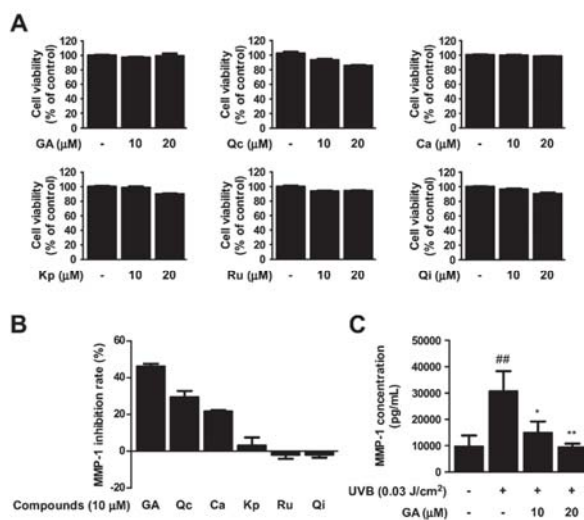 A
Cell viability
(% of control)
120
100
80
60
40
20
0
GA (μM) - 10 20
Cell viability
(% of control)
120
100
80
60
40
20
0
Qc (μM) - 10 20
Cell viability
(% of control)
120
100
80
60
40
20
0
Ca (μM) - 10 20
Cell viability
(% of control)
120
100
80
60
40
20
0
Kp (μM) - 10 20
Cell viability
(% of control)
120
100
80
60
40
20
0
Ru (μM) - 10 20
Cell viability
(% of control)
120
100
80
60
40
20
0
Qi (μM) - 10 20
B
MMP-1 inhibition rate (%)
60
40
20
0
-20
Compounds (10 μM) GA Qc Ca Kp Ru Qi
C
MMP-1 concentration
(pg/mL)
50000
40000
30000
20000
10000
0
##
*
**
UVB (0.03 J/cm²) - + + +
GA (μM) - - 10 20